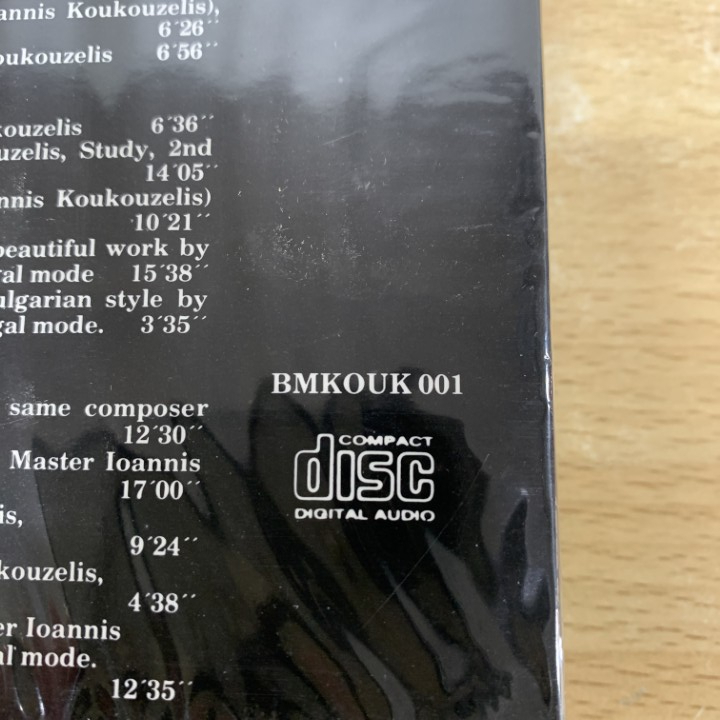 annis Koukouzelis),
6´26´´
oukouzelis 6´56´´
kouzelis 6´36´´
uzelis, Study, 2nd
14´05´´
nnis Koukouzelis)
10´21´´
beautiful work by
gal mode 15´38´´
ulgarian style by
gal mode. 3´35´´
BMKOUK 001
same composer
12´30´´
COMPACT
disc
DIGITAL AUDIO
Master Ioannis
17´00´´
is,
9´24´´
kouzelis,
4´38´´
er Ioannis
al mode.
12´35´´